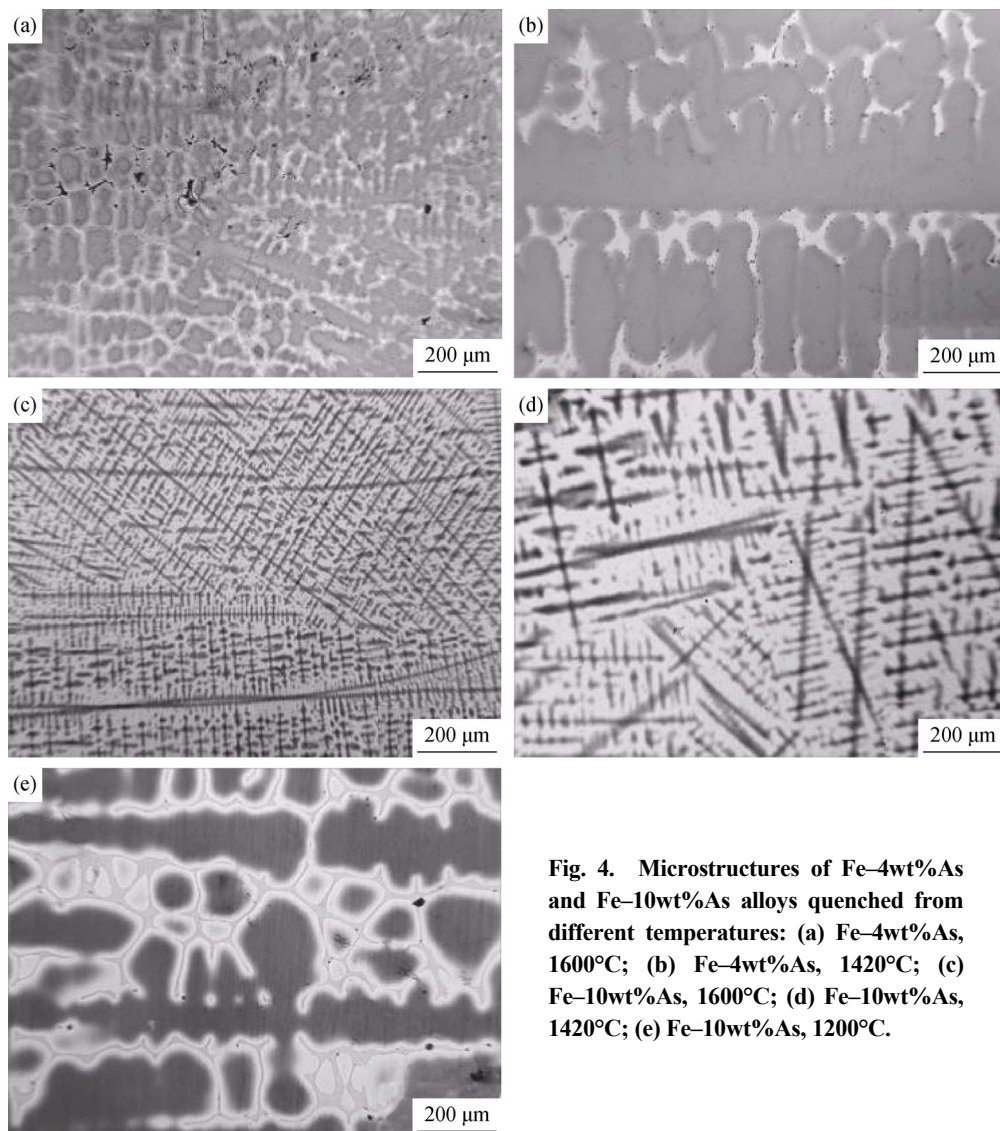 (a)
(b)
200 μm
200 μm
(c)
(d)
200 μm
200 μm
(e)
200 μm
Fig. 4. Microstructures of Fe–4wt%As
and Fe–10wt%As alloys quenched from
different temperatures: (a) Fe–4wt%As,
1600°C; (b) Fe–4wt%As, 1420°C; (c)
Fe–10wt%As, 1600°C; (d) Fe–10wt%As,
1420°C; (e) Fe–10wt%As, 1200°C.